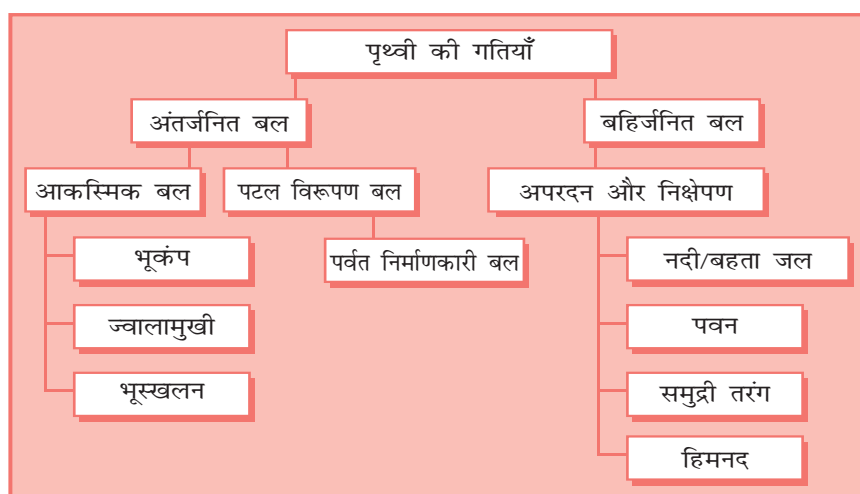 पृथ्वी की गतियाँ
अंतर्जनित बल
बहिर्जनित बल
आकस्मिक बल
पटल विरूपण बल
अपरदन और निक्षेपण
भूकंप
पर्वत निर्माणकारी बल
नदी/बहता जल
ज्वालामुखी
पवन
भूस्खलन
समुद्री तरंग
हिमनद